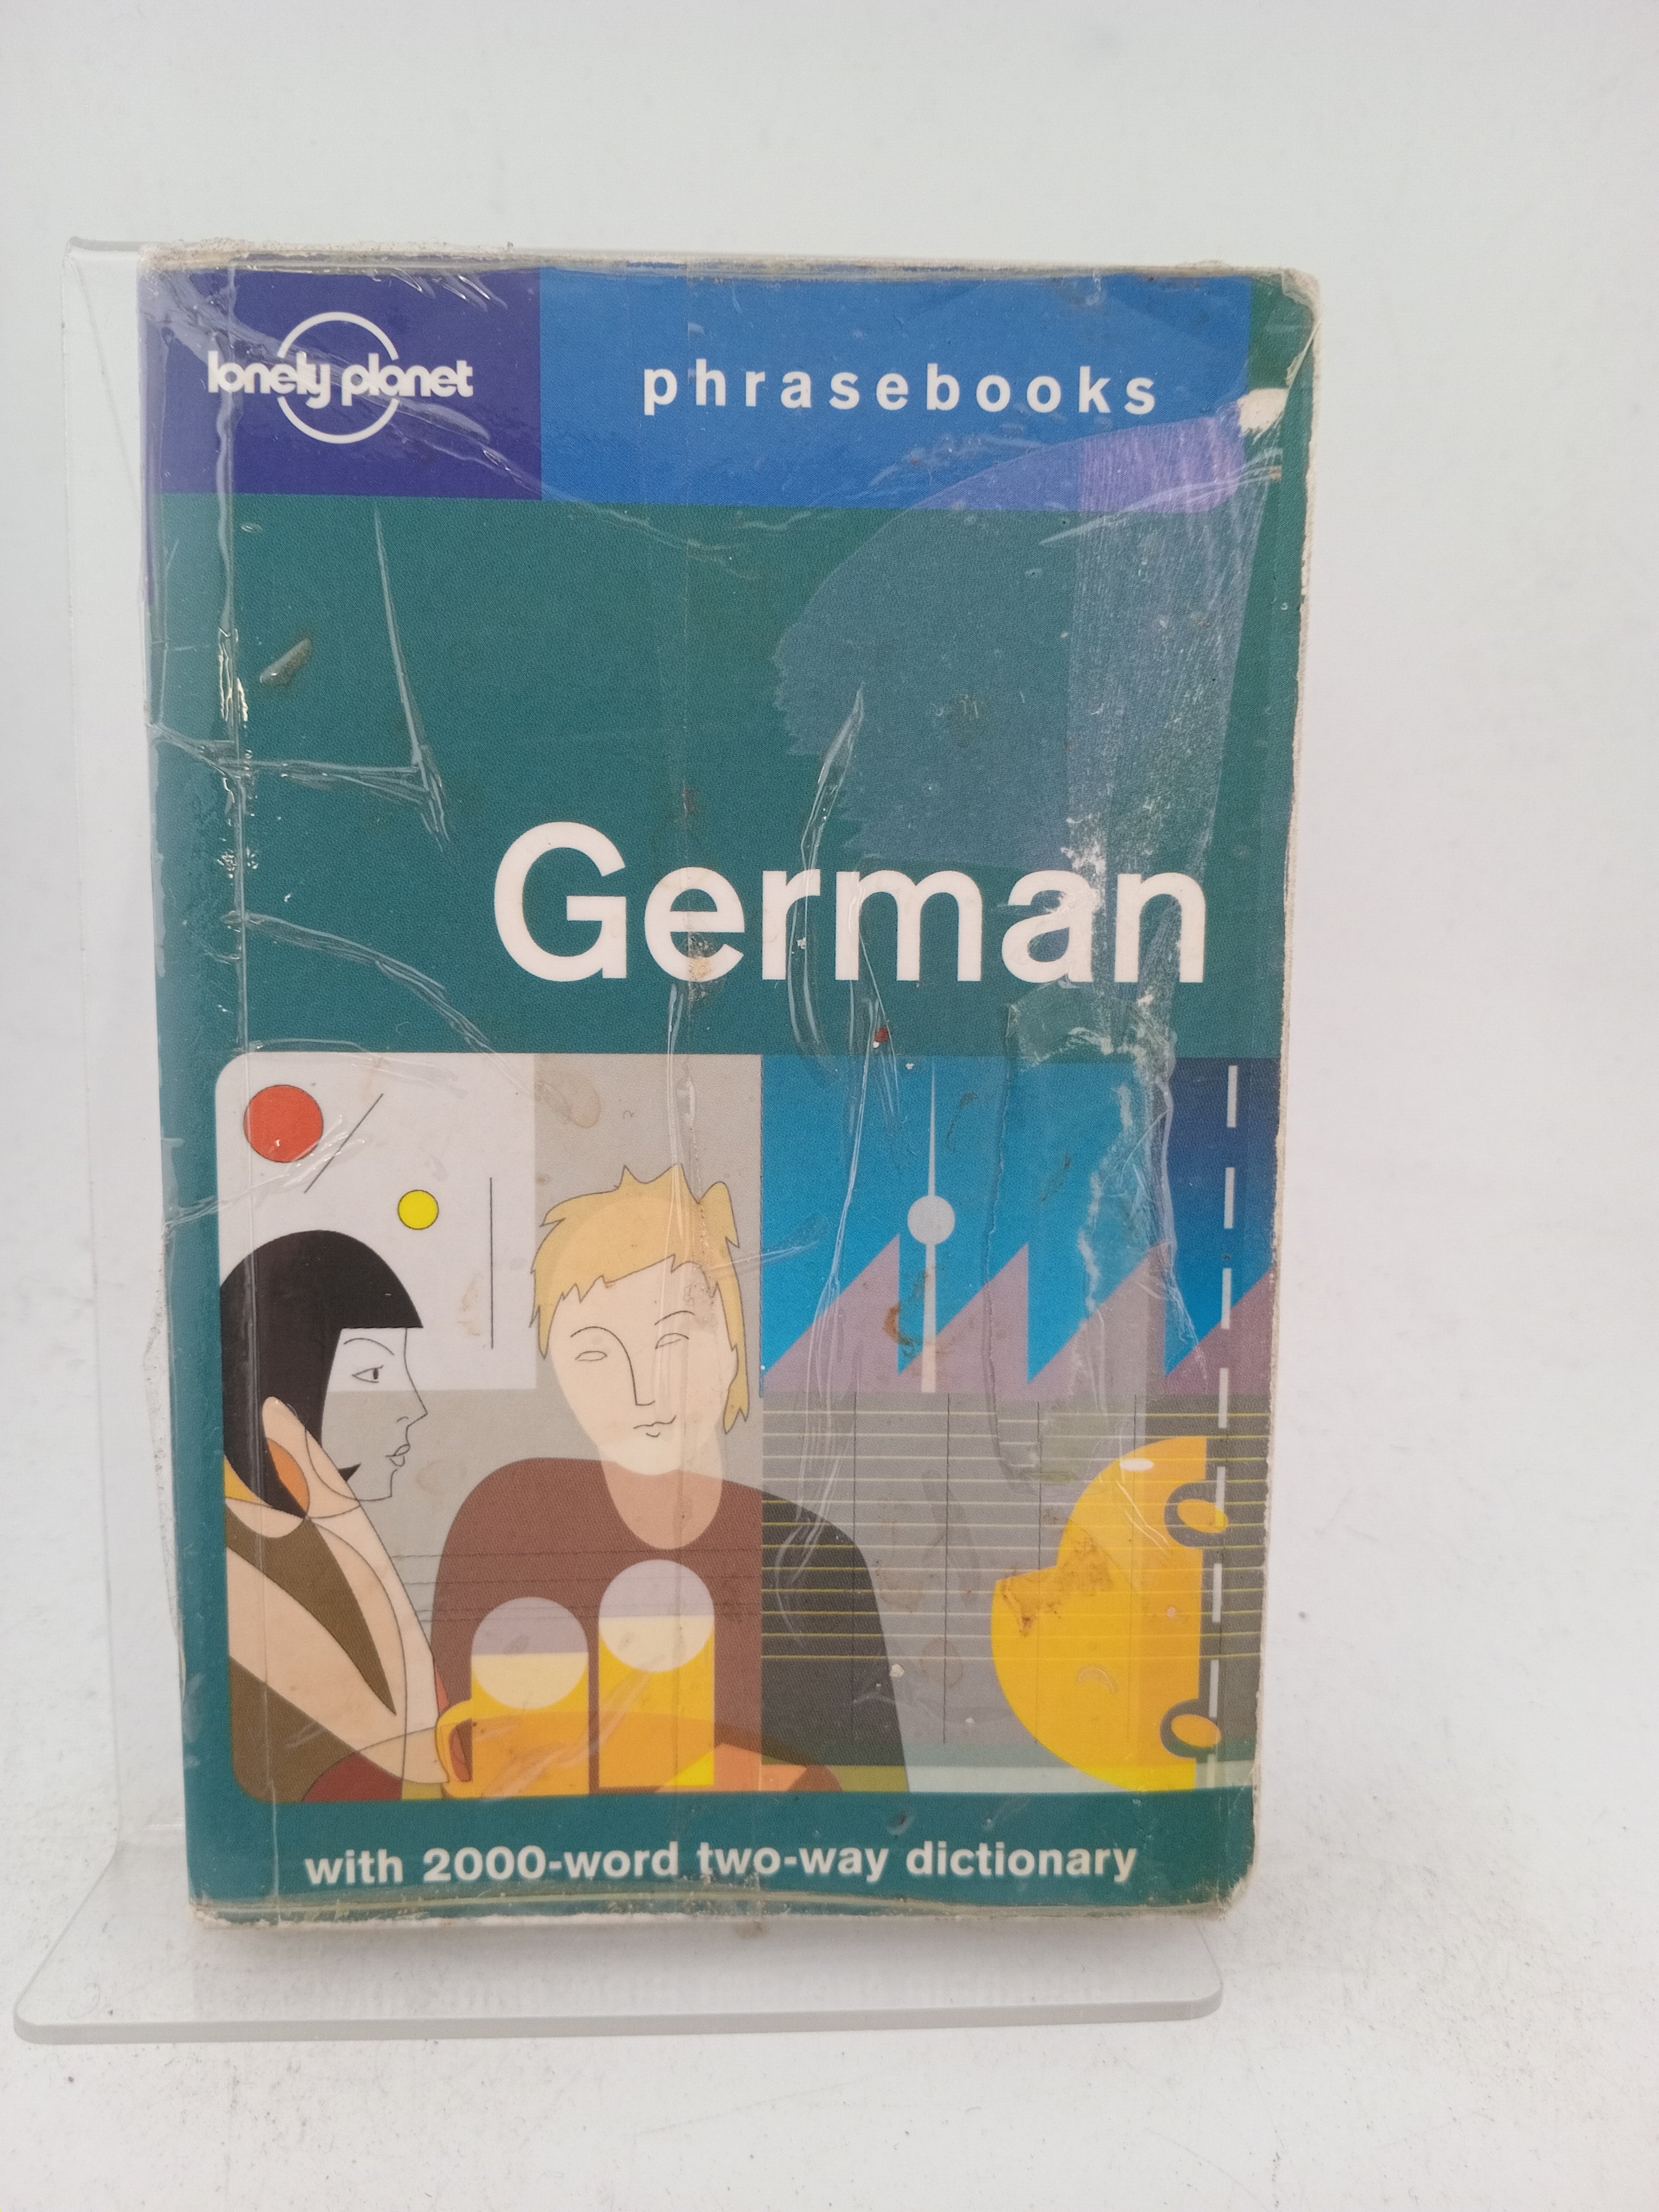 lonely planet
phrasebooks
German
with 2000-word two-way dictionary